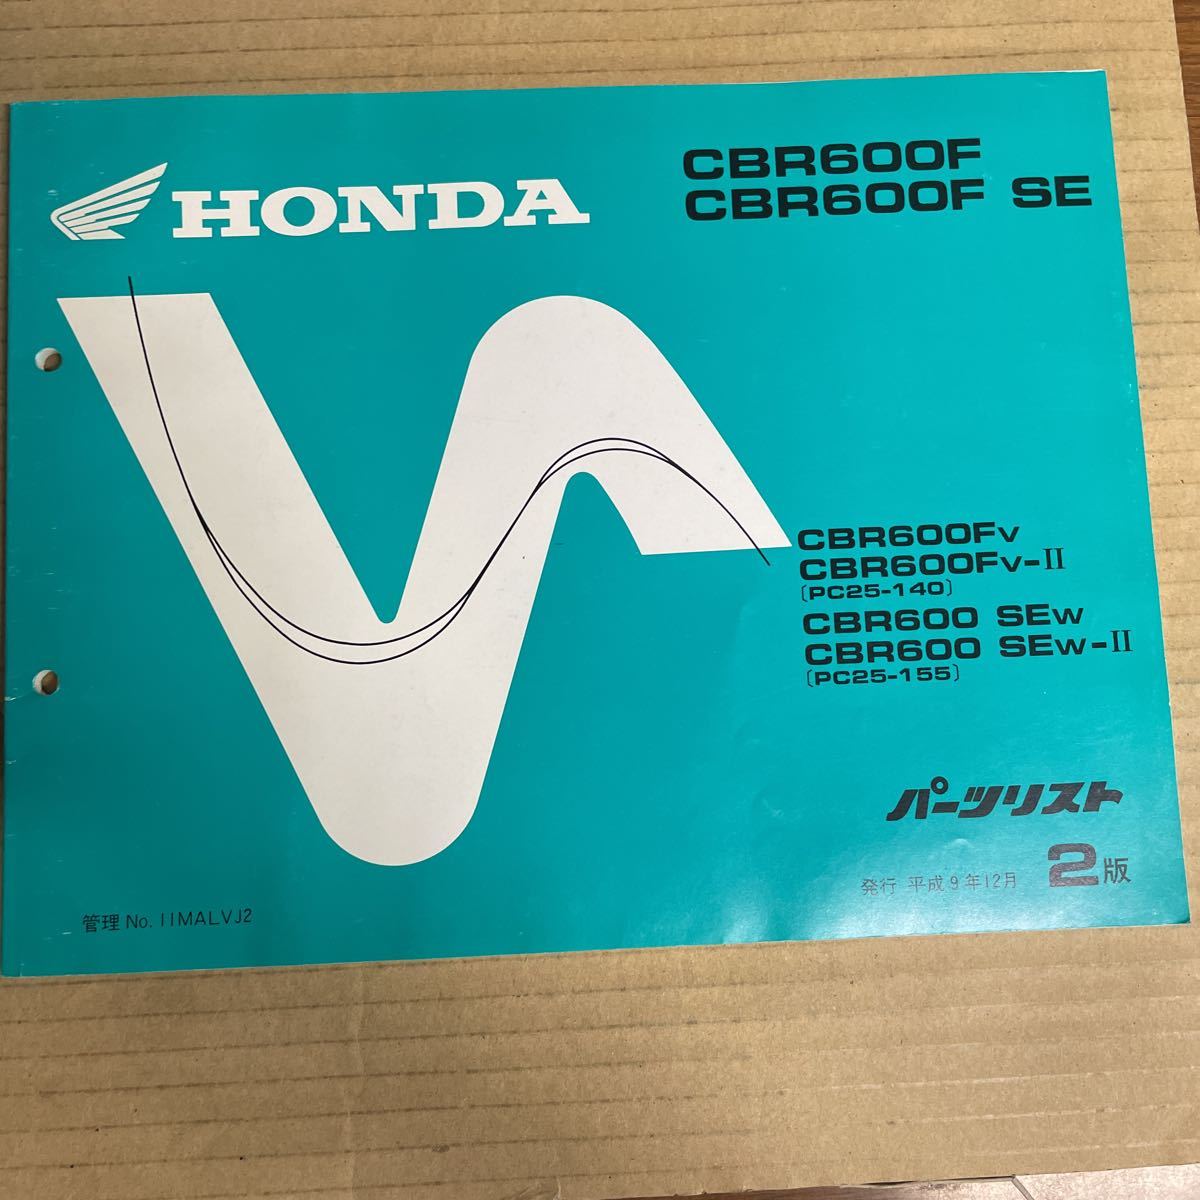 HONDA
CBR600F
CBR600F SE
CBR600FV
CBR600FV-II
〔PC25-140〕
CBR600 SEW
CBR600 SEW-II
〔PC25-155〕
パーツリスト
発行 平成9年12月 2版
管理 No. 11MALVJ2